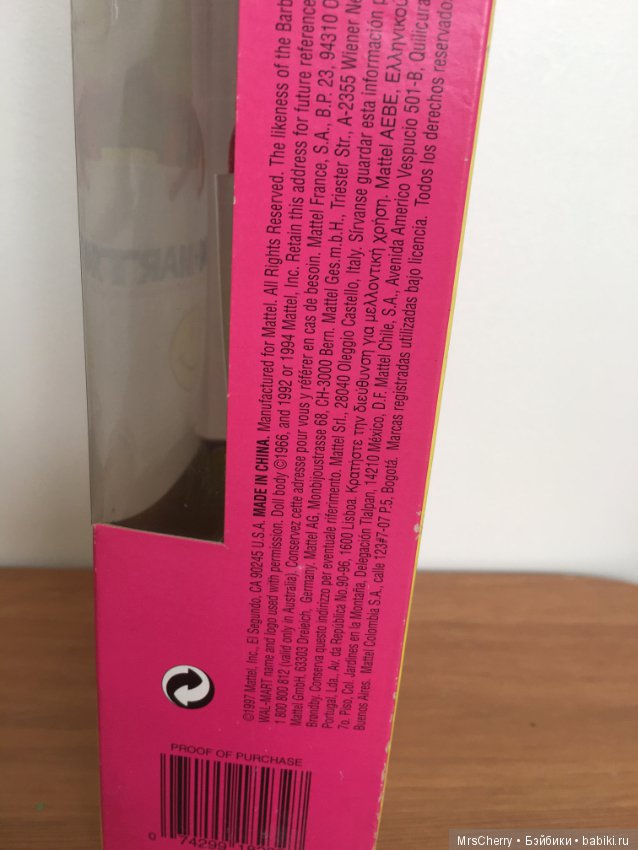 ©1997 Mattel, Inc., El Segundo, CA 90245 U.S.A. MADE IN CHINA. Manufactured for Mattel. All Rights Reserved. The likeness of the Barb
WAL-MART name and logo used with permission. Doll body ©1966, and 1992 or 1994 Mattel, Inc. Retain this address for future reference
1 800 800 812 (valid only in Australia). Conservez cette adresse pour vous y référer en cas de besoin. Mattel France, S.A., B.P. 23, 94310 O
Mattel GmbH, 63303 Dreieich, Germany. Mattel AG, Monbijoustrasse 68, CH-3000 Bern. Mattel Ges.m.b.H., Triester Str., A-2355 Wiener Ne
Brøndby. Conserva questo indirizzo per eventuale riferimento. Mattel Srl., 28040 Oleggio Castello, Italy. Sírvanse guardar esta información p
Portugal, Lda., Av. da República No. 90-96, 1600 Lisboa. Κρατήστε την διεύθυνση για μελλοντική χρήση. Mattel AEBE, Ελληνικού
7o. Piso, Col. Jardines en la Montaña, Delegación Tlalpan, 14210 México, D.F. Mattel Chile, S.A., Avenida Americo Vespucio 501-B, Quilicura
Buenos Aires. Mattel Colombia S.A., calle 123#7-07 P.5, Bogotá. Marcas registradas utilizadas bajo licencia. Todos los derechos reservados
PROOF OF PURCHASE
0 74299
MrsCherry • Бэйбики • babiki.ru